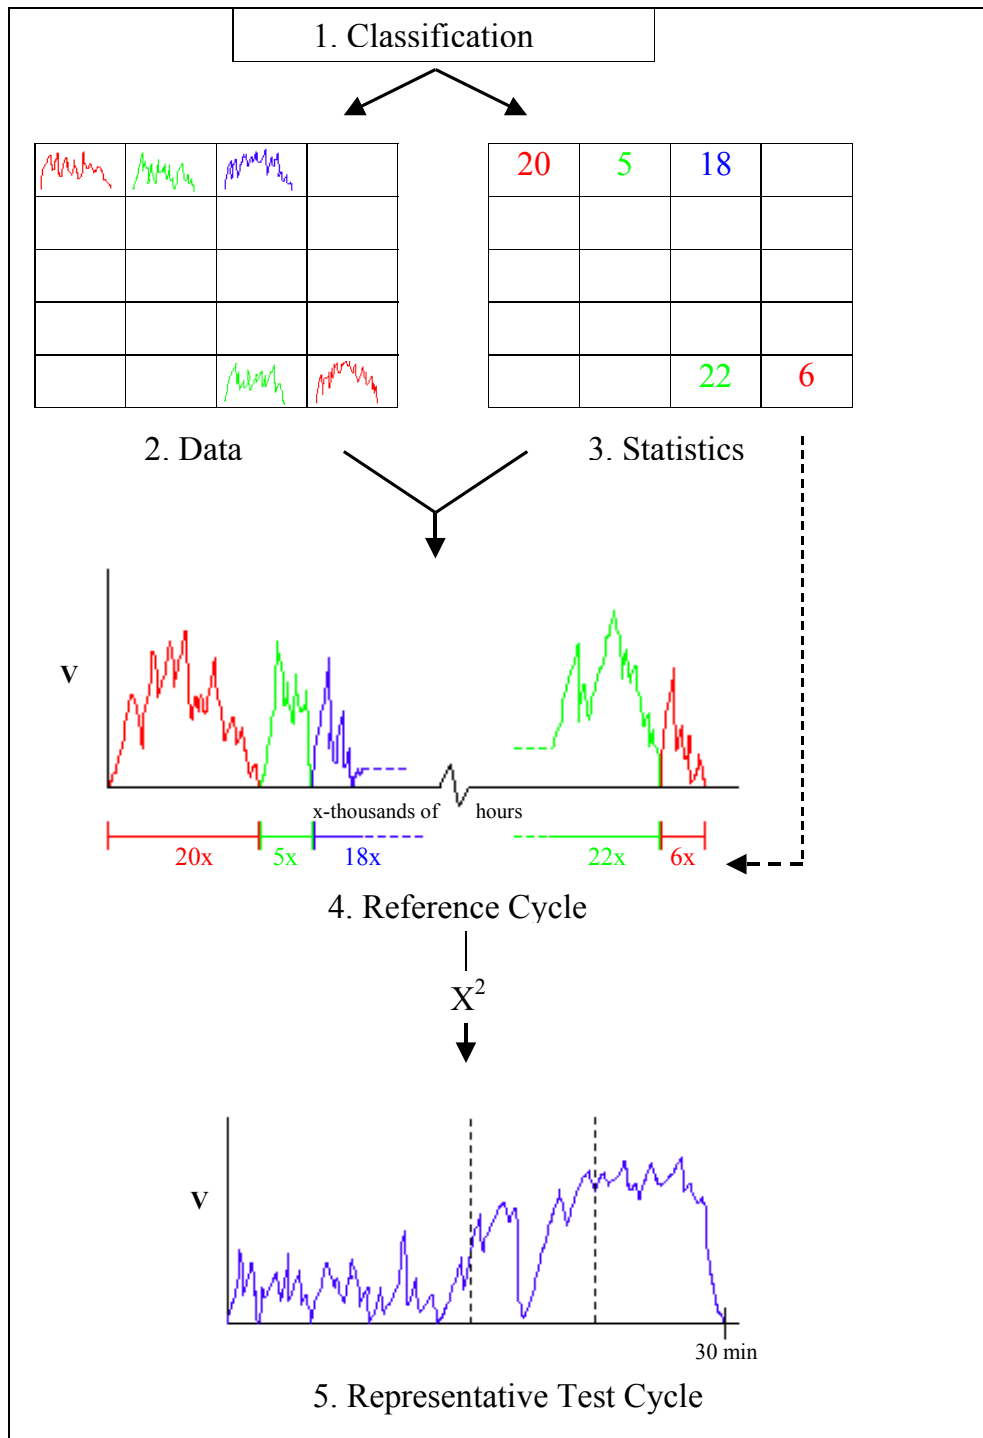 1. Classification
20 5 18
22 6
2. Data
3. Statistics
V
x-thousands of hours
20x 5x 18x 22x 6x
4. Reference Cycle
X²
V
30 min
5. Representative Test Cycle